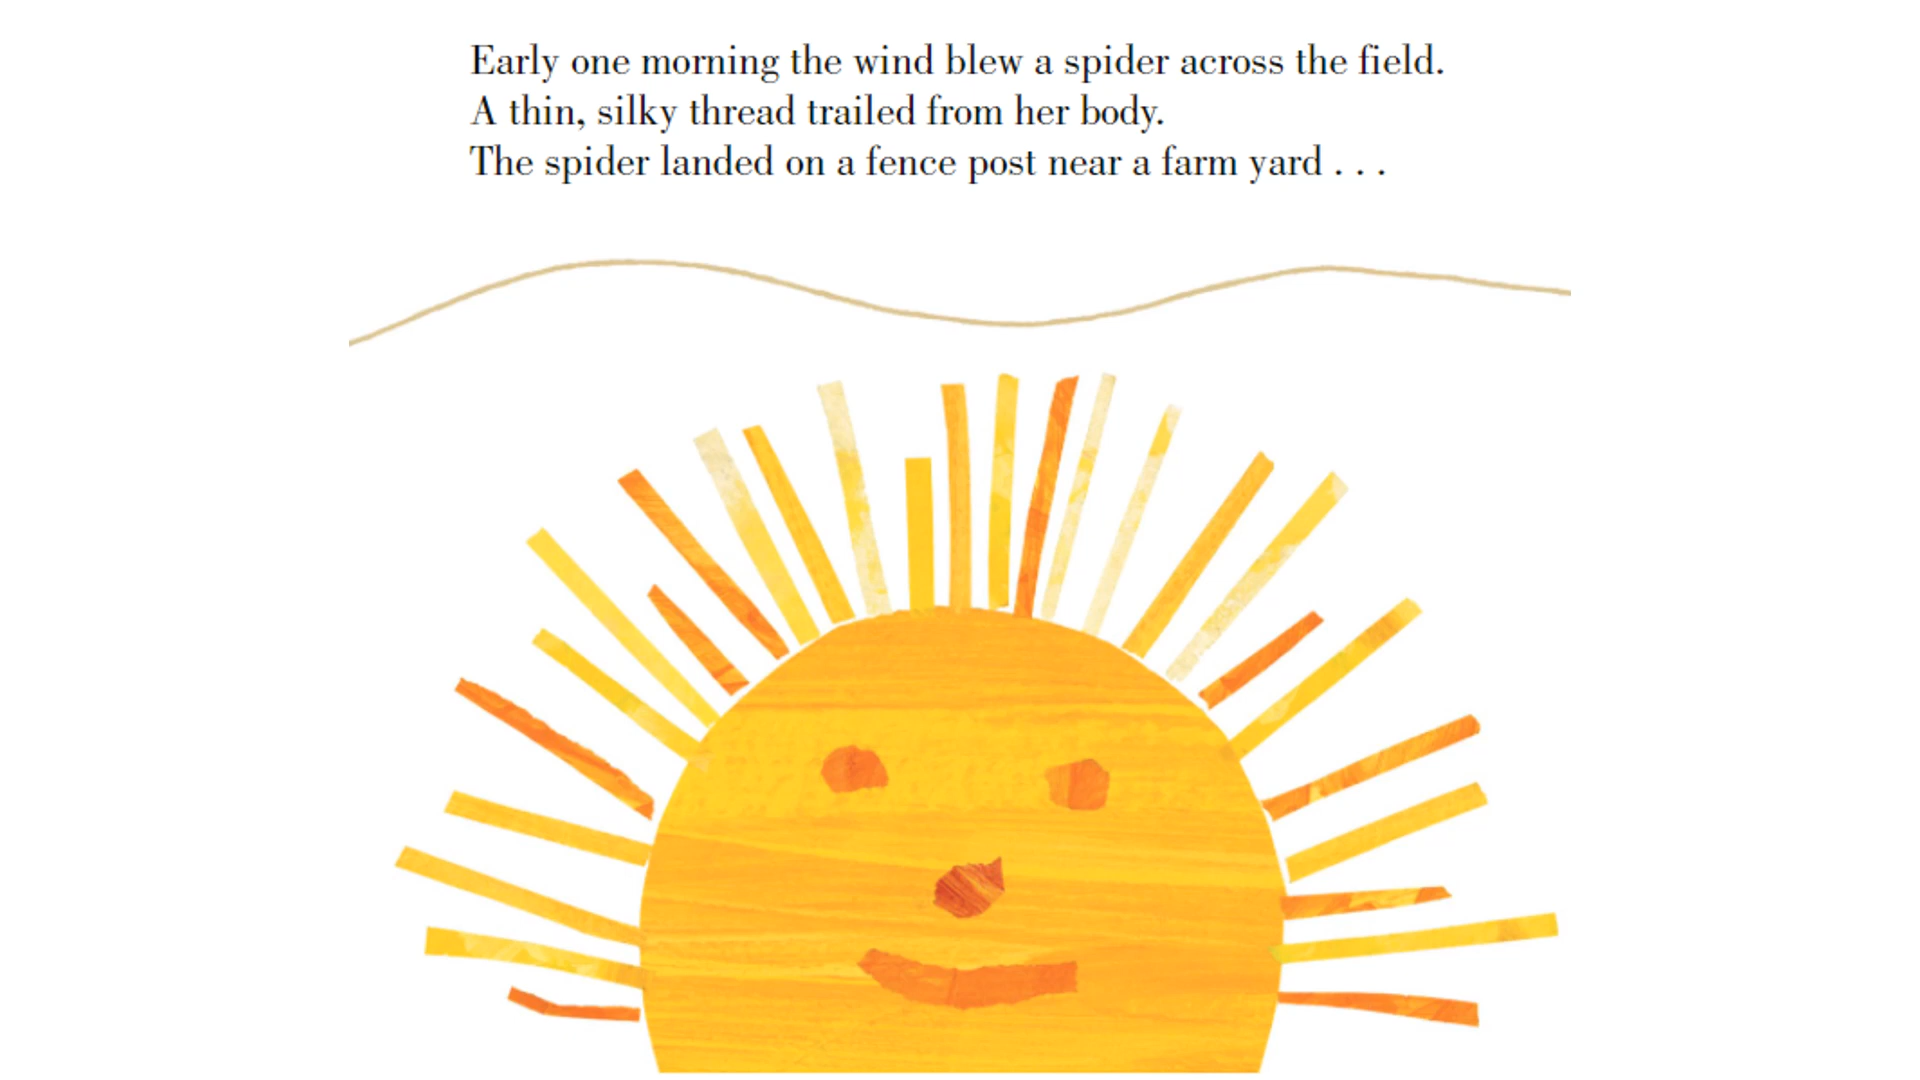 Early one morning the wind blew a spider across the field.
A thin, silky thread trailed from her body.
The spider landed on a fence post near a farm yard . . .